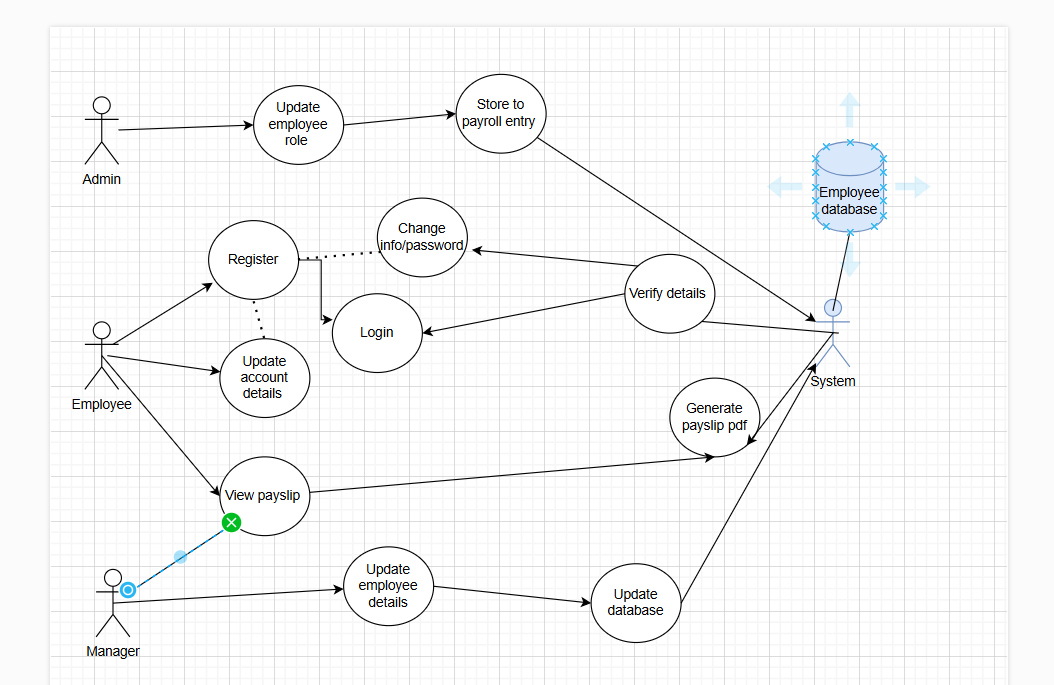 Admin
Update
employee
role
Store to
payroll entry
Employee
database
Register
Change
info/password
Login
Verify details
Employee
Update
account
details
System
Generate
payslip pdf
View payslip
Manager
Update
employee
details
Update
database